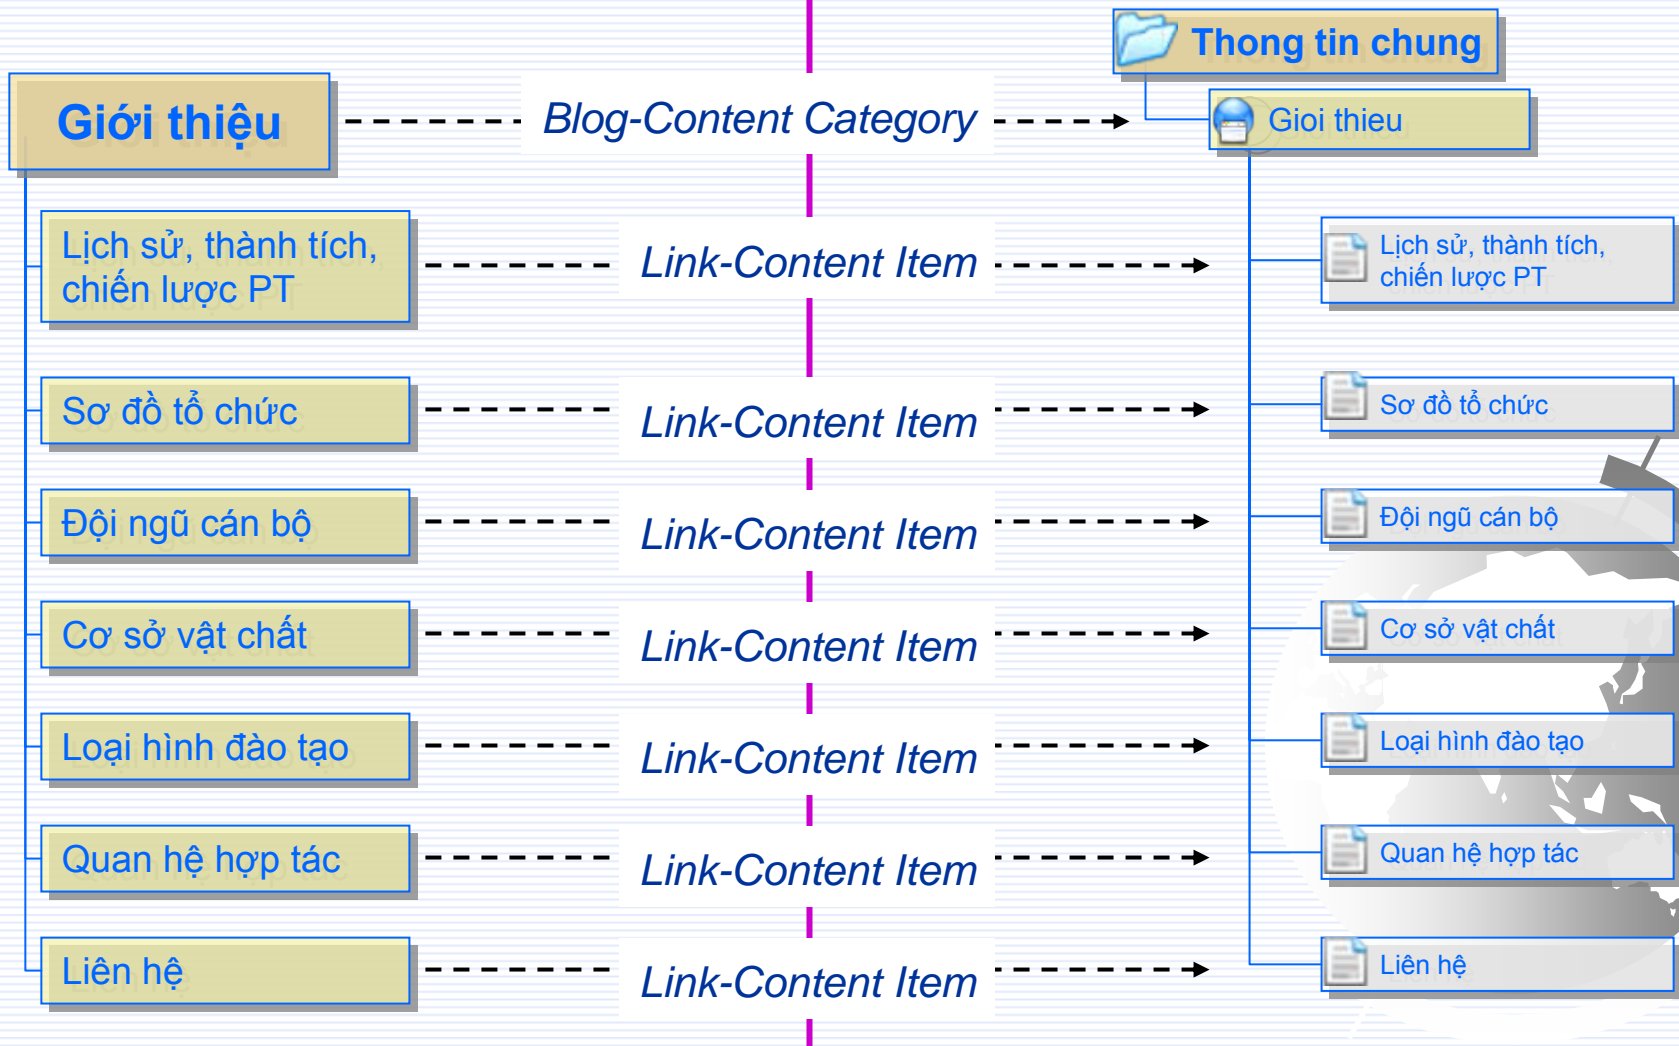 Thong tin chung
Giới thiệu
Blog-Content Category
Gioi thieu
Lịch sử, thành tích,
chiến lược PT
Link-Content Item
Lịch sử, thành tích,
chiến lược PT
Sơ đồ tổ chức
Link-Content Item
Sơ đồ tổ chức
Đội ngũ cán bộ
Link-Content Item
Đội ngũ cán bộ
Cơ sở vật chất
Link-Content Item
Cơ sở vật chất
Loại hình đào tạo
Link-Content Item
Loại hình đào tạo
Quan hệ hợp tác
Link-Content Item
Quan hệ hợp tác
Liên hệ
Link-Content Item
Liên hệ